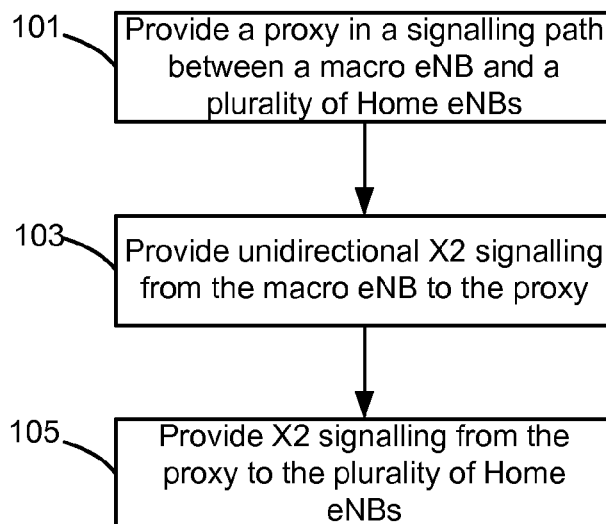 101
Provide a proxy in a signalling path
between a macro eNB and a
plurality of Home eNBs
103
Provide unidirectional X2 signalling
from the macro eNB to the proxy
105
Provide X2 signalling from the
proxy to the plurality of Home
eNBs